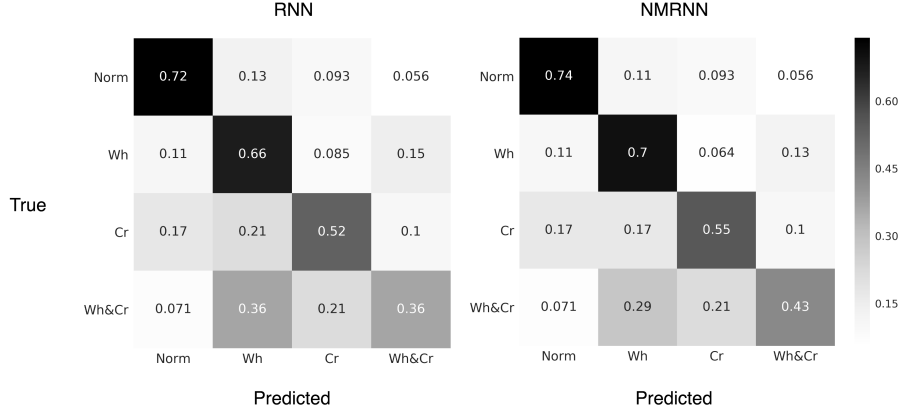 RNN
NMRNN
Norm 0.72 0.13 0.093 0.056
Norm 0.74 0.11 0.093 0.056
0.60
Wh 0.11 0.66 0.085 0.15
Wh 0.11 0.7 0.064 0.13
0.45
True
Cr 0.17 0.21 0.52 0.1
Cr 0.17 0.17 0.55 0.1
0.30
Wh&Cr 0.071 0.36 0.21 0.36
Wh&Cr 0.071 0.29 0.21 0.43
0.15
Norm Wh Cr Wh&Cr
Norm Wh Cr Wh&Cr
Predicted
Predicted